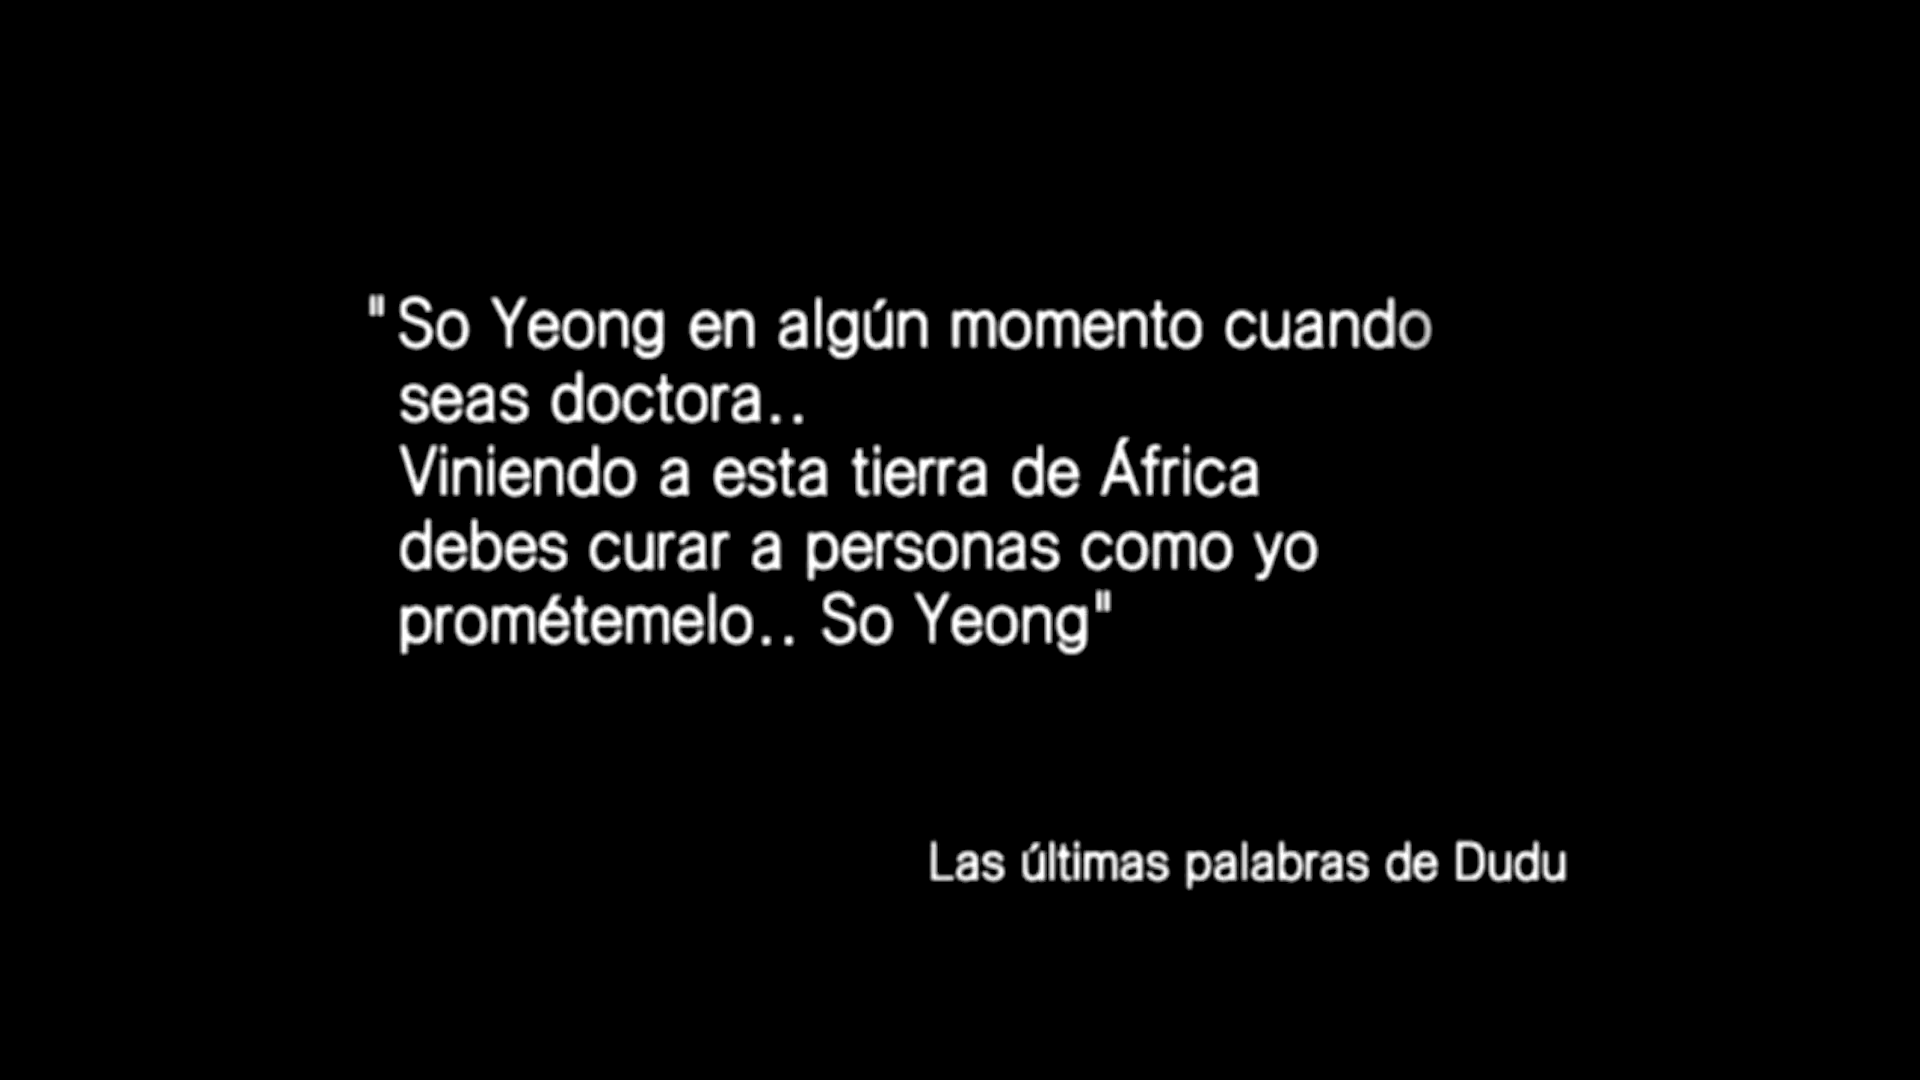 "So Yeong en algún momento cuando
seas doctora..
Viniendo a esta tierra de África
debes curar a personas como yo
prométemelo.. So Yeong"
Las últimas palabras de Dudu